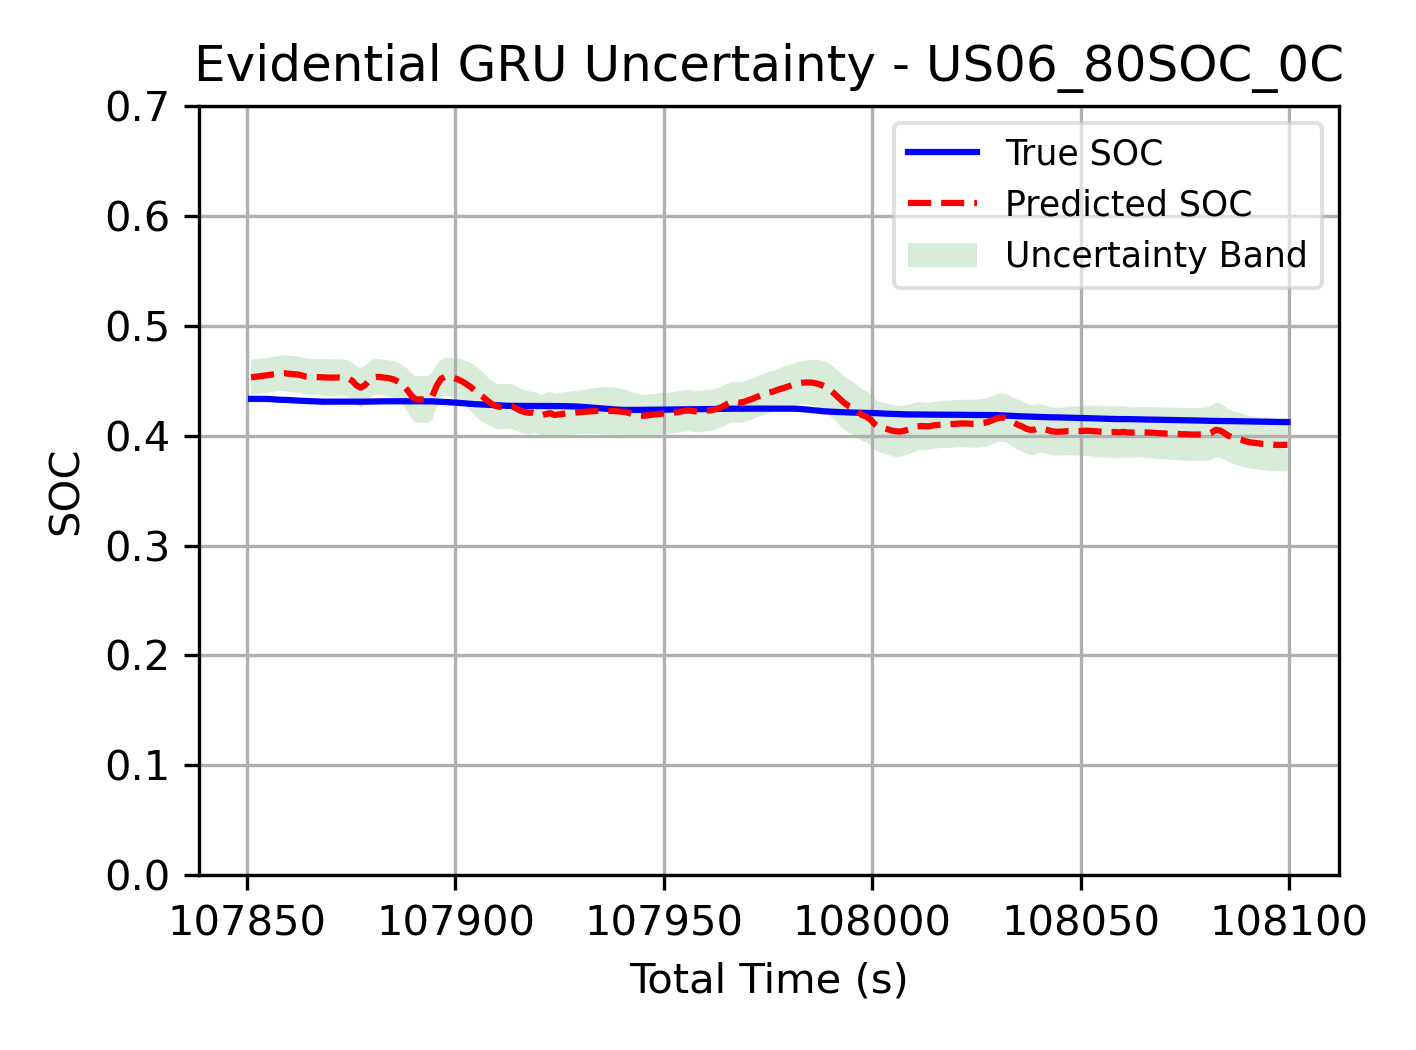 Evidential GRU Uncertainty - US06_80SOC_0C
True SOC
Predicted SOC
Uncertainty Band
0.7
0.6
0.5
0.4
0.3
0.2
0.1
0.0
SOC
107850 107900 107950 108000 108050 108100
Total Time (s)